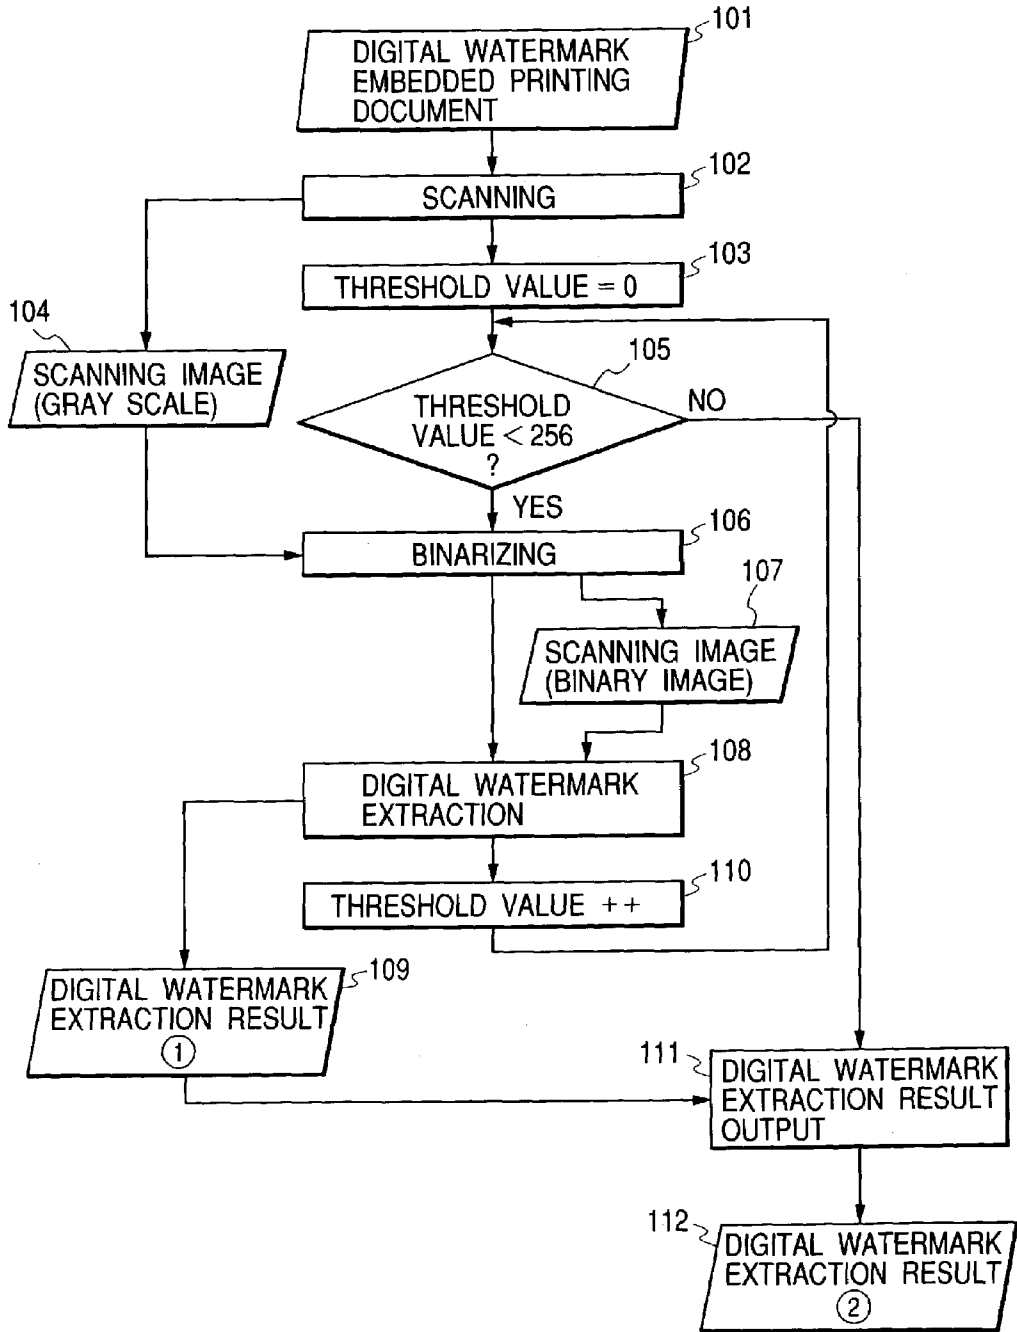 101
DIGITAL WATERMARK
EMBEDDED PRINTING
DOCUMENT
102
SCANNING
103
THRESHOLD VALUE = 0
104
SCANNING IMAGE
(GRAY SCALE)
105
THRESHOLD
VALUE < 256
?
NO
YES
106
BINARIZING
107
SCANNING IMAGE
(BINARY IMAGE)
108
DIGITAL WATERMARK
EXTRACTION
110
THRESHOLD VALUE ++
109
DIGITAL WATERMARK
EXTRACTION RESULT
①
111
DIGITAL WATERMARK
EXTRACTION RESULT
OUTPUT
112
DIGITAL WATERMARK
EXTRACTION RESULT
②